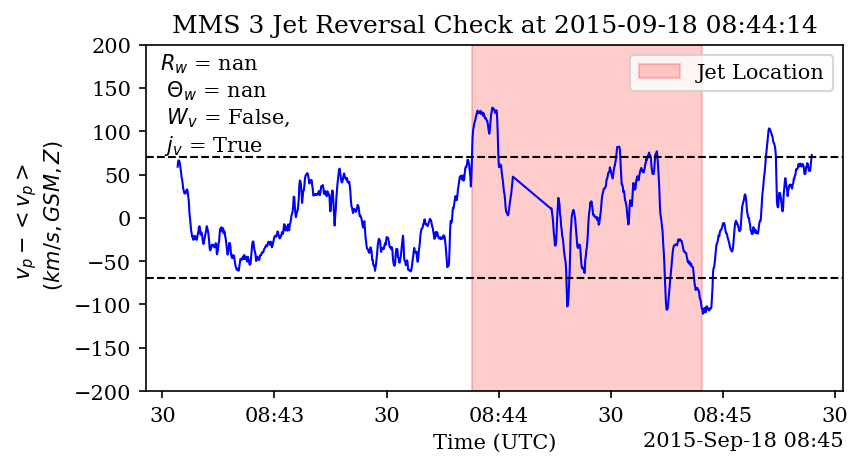 MMS 3 Jet Reversal Check at 2015-09-18 08:44:14
R_w = nan
Θ_w = nan
W_v = False,
j_v = True
Jet Location
200
150
100
50
0
−50
−100
−150
−200
v_p − < v_p >
(km/s, GSM, Z)
30 08:43 30 08:44 30 08:45 30
Time (UTC)
2015-Sep-18 08:45